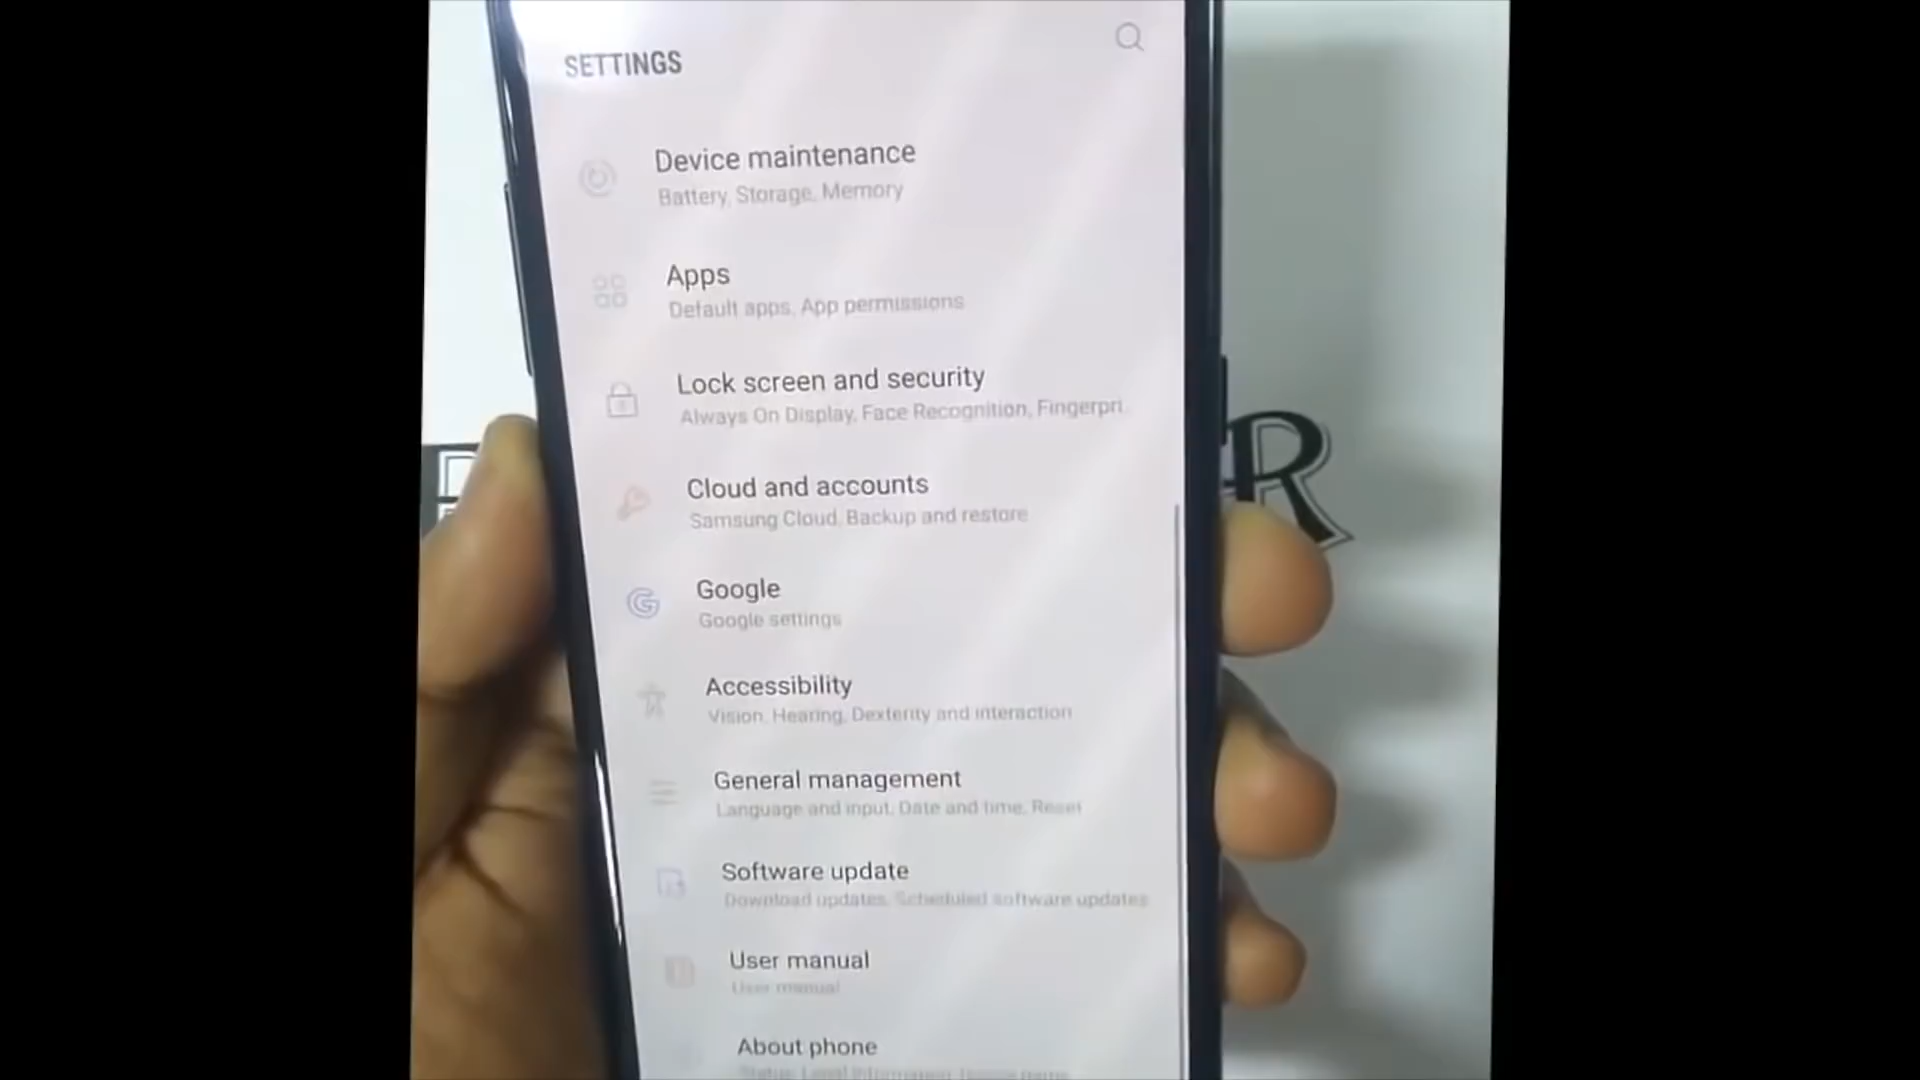 SETTINGS
Device maintenance
Battery, Storage, Memory
Apps
Default apps, App permissions
Lock screen and security
Always On Display, Face Recognition, Fingerpri
Cloud and accounts
Samsung Cloud, Backup and restore
Google
Google settings
Accessibility
Vision, Hearing, Dexterity and interaction
General management
Language and input, Date and time, Reset
Software update
Download updates, Scheduled software updates
User manual
User manual
About phone
Status, Legal information,
R